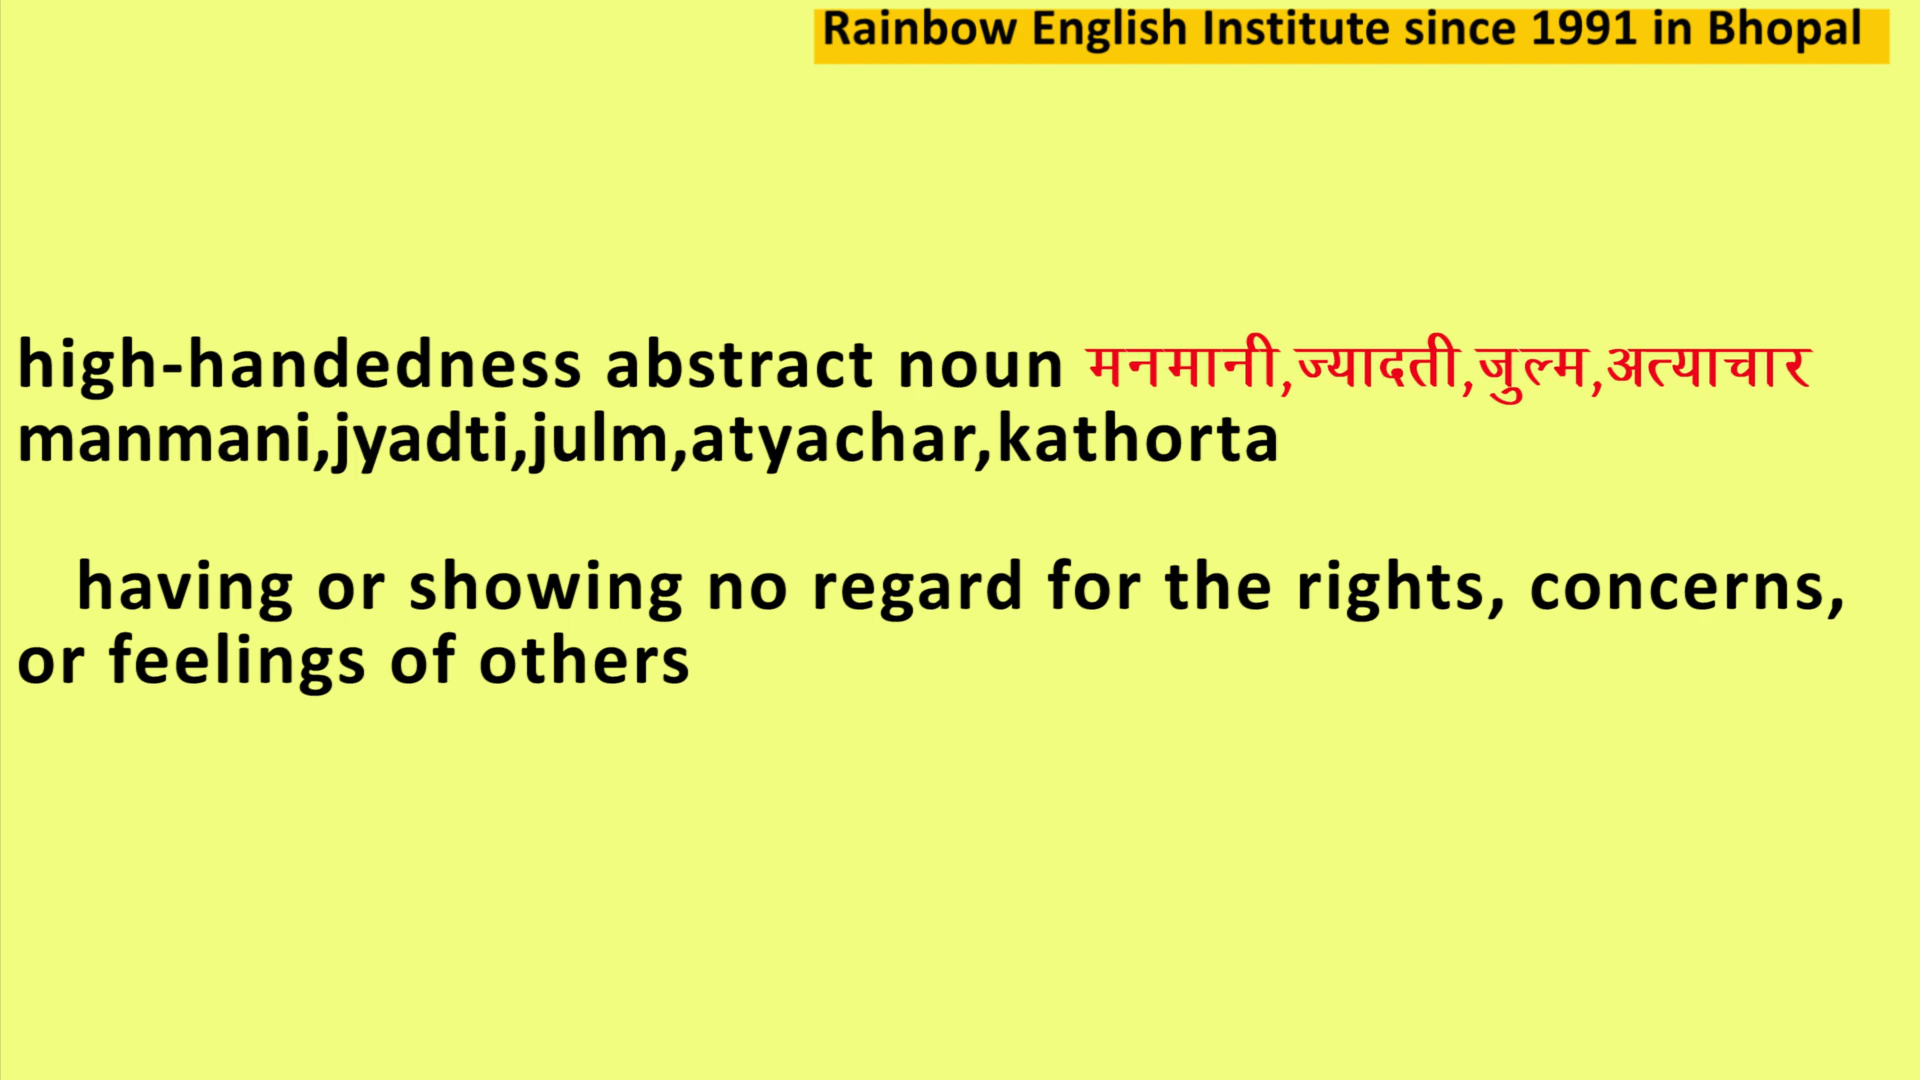 Rainbow English Institute since 1991 in Bhopal
high-handedness abstract noun मनमानी,ज्यादती,जुल्म,अत्याचार
manmani,jyadti,julm,atyachar,kathorta
having or showing no regard for the rights, concerns,
or feelings of others